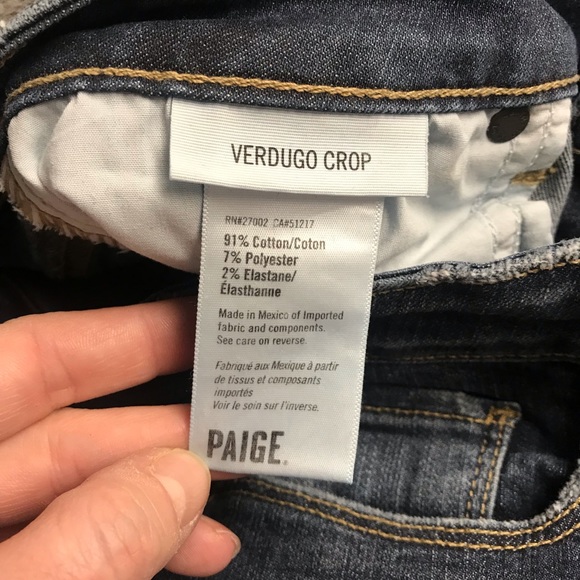 VERDUGO CROP
RN#27002 CA#51217
91% Cotton/Coton
7% Polyester
2% Elastane/
Élasthanne
Made in Mexico of Imported
fabric and components.
See care on reverse.
Fabriqué aux Mexique à partir
de tissus et composants
importés
Voir le soin sur l'inverse.
PAIGE.